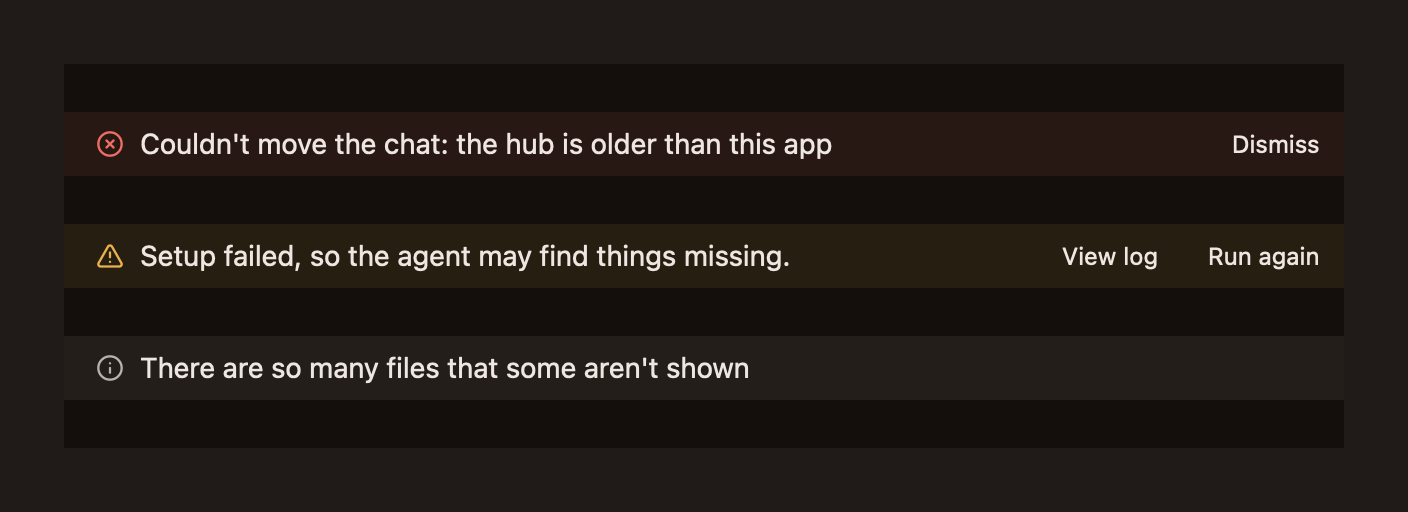 Couldn't move the chat: the hub is older than this app Dismiss
Setup failed, so the agent may find things missing. View log Run again
There are so many files that some aren't shown